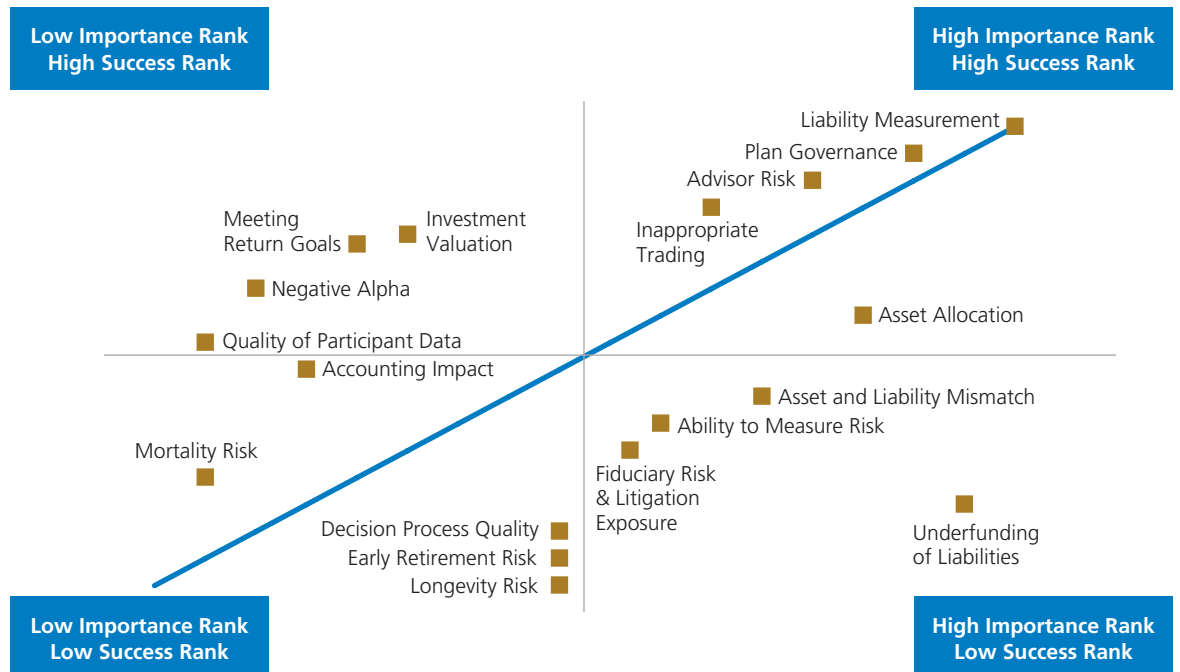 Low Importance Rank
High Success Rank
High Importance Rank
High Success Rank
Liability Measurement
Plan Governance
Advisor Risk
Meeting
Return Goals
Investment
Valuation
Inappropriate
Trading
Negative Alpha
Asset Allocation
Quality of Participant Data
Accounting Impact
Asset and Liability Mismatch
Ability to Measure Risk
Mortality Risk
Fiduciary Risk
& Litigation
Exposure
Decision Process Quality
Early Retirement Risk
Longevity Risk
Underfunding
of Liabilities
Low Importance Rank
Low Success Rank
High Importance Rank
Low Success Rank